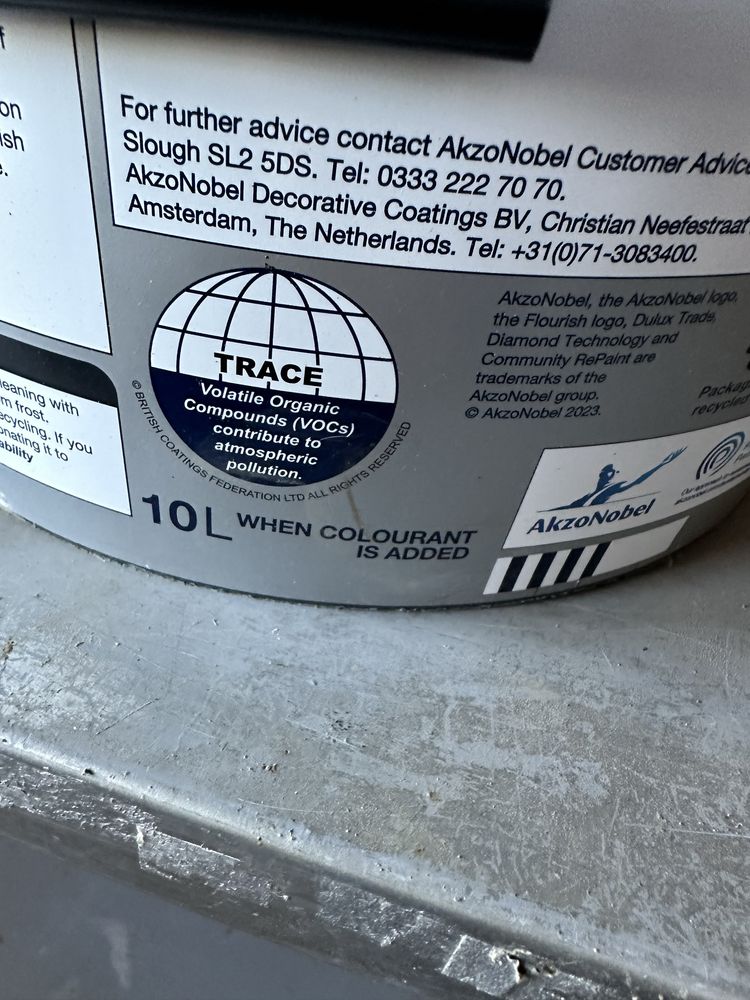 on
For further advice contact AkzoNobel Customer Advice
Slough SL2 5DS. Tel: 0333 222 70 70.
AkzoNobel Decorative Coatings BV, Christian Neefestraat
Amsterdam, The Netherlands. Tel: +31(0)71-3083400.
TRACE
Volatile Organic
Compounds (VOCs)
contribute to
atmospheric
pollution.
© BRITISH COATINGS FEDERATION LTD ALL RIGHTS RESERVED
AkzoNobel, the AkzoNobel logo,
the Flourish logo, Dulux Trade,
Diamond Technology and
Community RePaint are
trademarks of the
AkzoNobel group.
© AkzoNobel 2023.
recycled
leaning with
m frost.
ecycling. If you
onating it to
ability
10L WHEN COLOURANT
IS ADDED
AkzoNobel